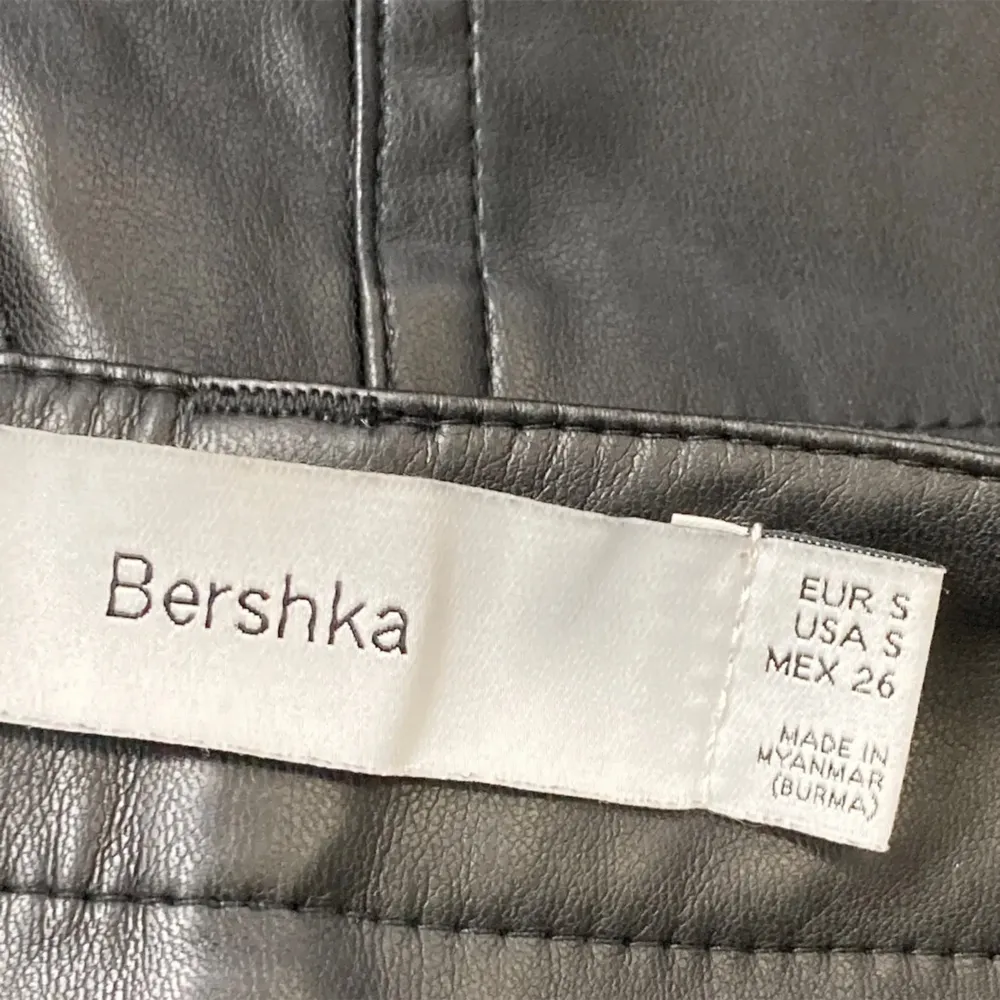 Bershka
EUR S
USA S
MEX 26
MADE IN
MYANMAR
(BURMA)